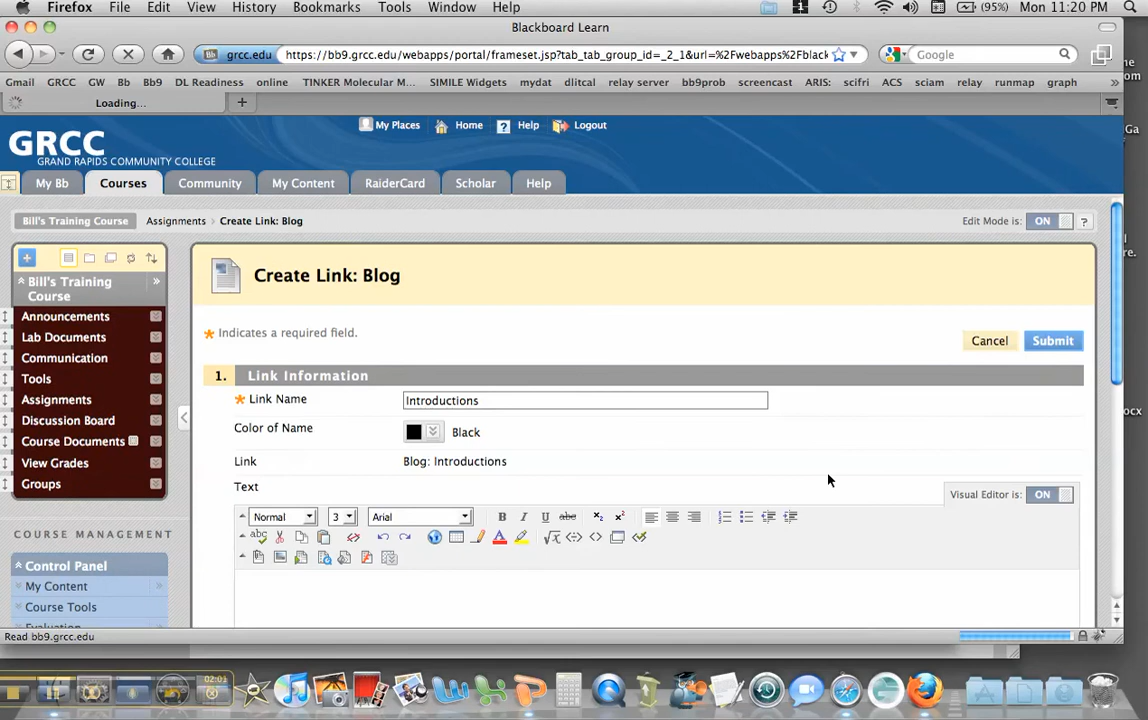 Firefox File Edit View History Bookmarks Tools Window Help 1 (95%) Mon 11:20 PM
Blackboard Learn
grcc.edu https://bb9.grcc.edu/webapps/portal/frameset.jsp?tab_tab_group_id=_2_1&url=%2Fwebapps%2Fblack Google
Gmail GRCC GW Bb Bb9 DL Readiness online TINKER Molecular M... SIMILE Widgets mydat dlitcal relay server bb9prob screencast ARIS: scifri ACS sciam relay runmap graph »
Loading...
My Places Home Help Logout
GRCC
GRAND RAPIDS COMMUNITY COLLEGE
My Bb Courses Community My Content RaiderCard Scholar Help
Bill's Training Course Assignments > Create Link: Blog Edit Mode is: ON ?
Bill's Training Course
Announcements
Lab Documents
Communication
Tools
Assignments
Discussion Board
Course Documents
View Grades
Groups
COURSE MANAGEMENT
Control Panel
My Content
Course Tools
Evaluation
Create Link: Blog
* Indicates a required field.
Cancel Submit
1. Link Information
* Link Name Introductions
Color of Name Black
Link Blog: Introductions
Text
Visual Editor is: ON
Normal 3 Arial B I U abc
Read bb9.grcc.edu
02:01
ocx